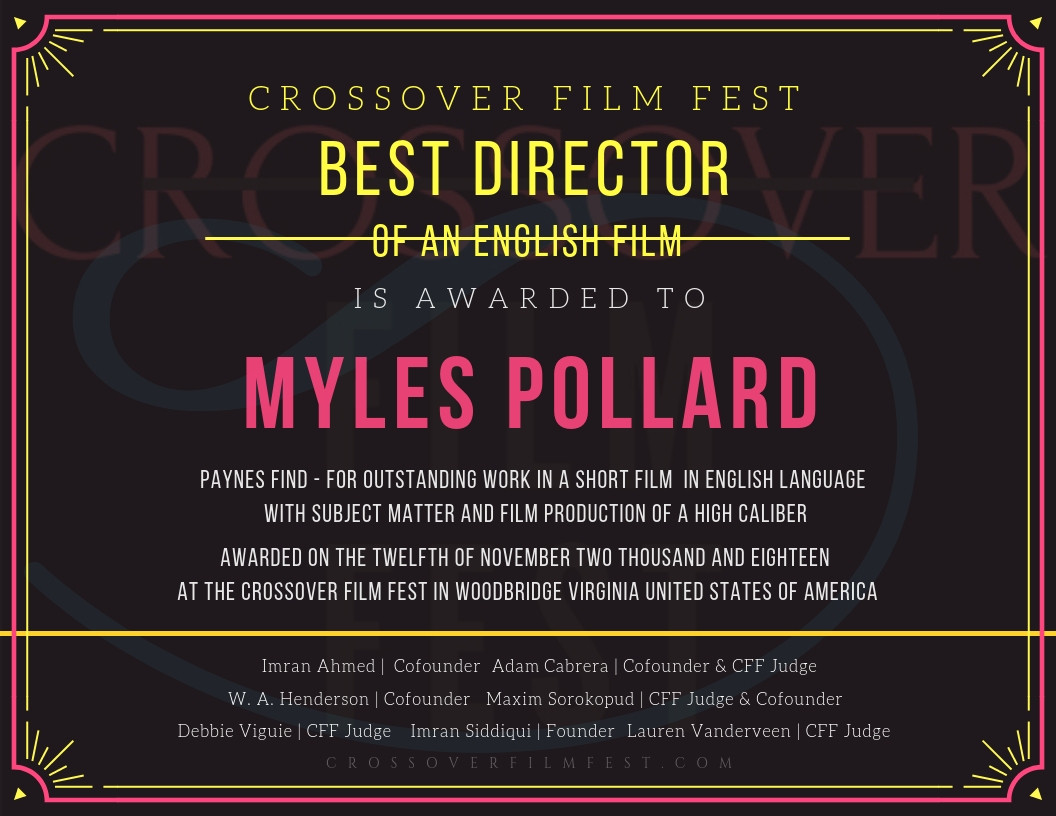 CROSSOVER FILM FEST
BEST DIRECTOR
OF AN ENGLISH FILM
IS AWARDED TO
MYLES POLLARD
PAYNES FIND - FOR OUTSTANDING WORK IN A SHORT FILM IN ENGLISH LANGUAGE
WITH SUBJECT MATTER AND FILM PRODUCTION OF A HIGH CALIBER
AWARDED ON THE TWELFTH OF NOVEMBER TWO THOUSAND AND EIGHTEEN
AT THE CROSSOVER FILM FEST IN WOODBRIDGE VIRGINIA UNITED STATES OF AMERICA
Imran Ahmed | Cofounder Adam Cabrera | Cofounder & CFF Judge
W. A. Henderson | Cofounder Maxim Sorokopud | CFF Judge & Cofounder
Debbie Viguie | CFF Judge Imran Siddiqui | Founder Lauren Vanderveen | CFF Judge
CROSSOVERFILMFEST.COM
CROSSOVER
FILM
FEST